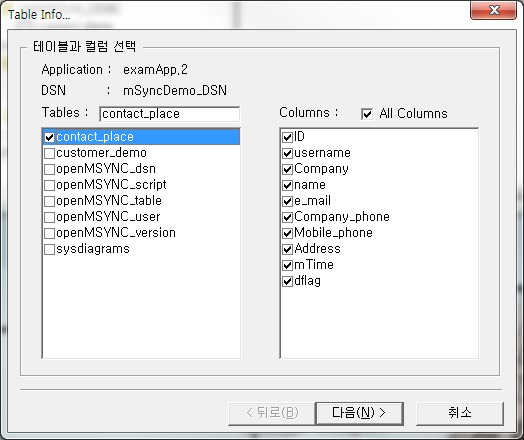 Table Info...
테이블과 컬럼 선택
Application : examApp,2
DSN : mSyncDemo_DSN
Tables : contact_place
Columns : All Columns
contact_place
customer_demo
openMSYNC_dsn
openMSYNC_script
openMSYNC_table
openMSYNC_user
openMSYNC_version
sysdiagrams
ID
username
Company
name
e_mail
Company_phone
Mobile_phone
Address
mTime
dflag
< 뒤로(B) 다음(N) > 취소